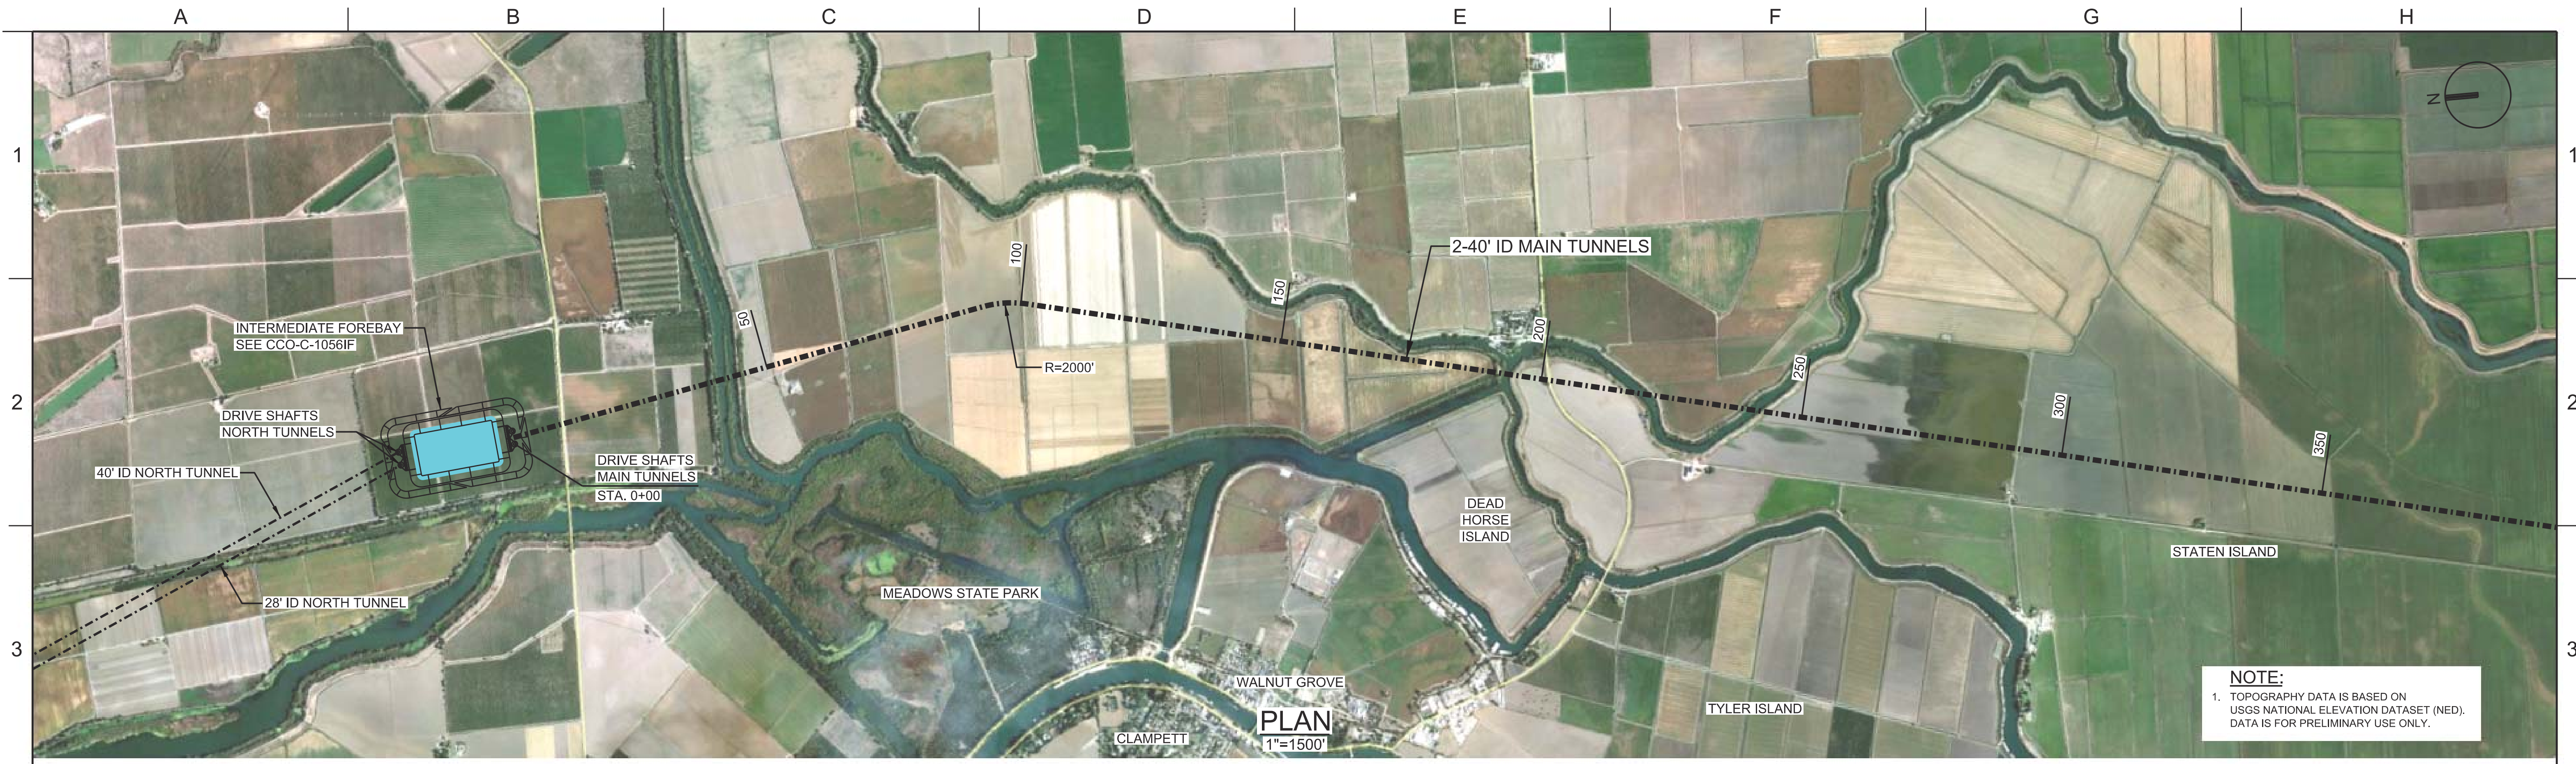 A
B
C
D
E
F
G
H
1
1
N
2-40' ID MAIN TUNNELS
100
150
50
200
INTERMEDIATE FOREBAY
SEE CCO-C-1056IF
R=2000'
250
2
2
300
350
DRIVE SHAFTS
NORTH TUNNELS
40' ID NORTH TUNNEL
DRIVE SHAFTS
MAIN TUNNELS
STA. 0+00
DEAD
HORSE
ISLAND
STATEN ISLAND
28' ID NORTH TUNNEL
MEADOWS STATE PARK
3
3
WALNUT GROVE
TYLER ISLAND
CLAMPETT
PLAN
1"=1500'
NOTE:
1. TOPOGRAPHY DATA IS BASED ON
USGS NATIONAL ELEVATION DATASET (NED).
DATA IS FOR PRELIMINARY USE ONLY.